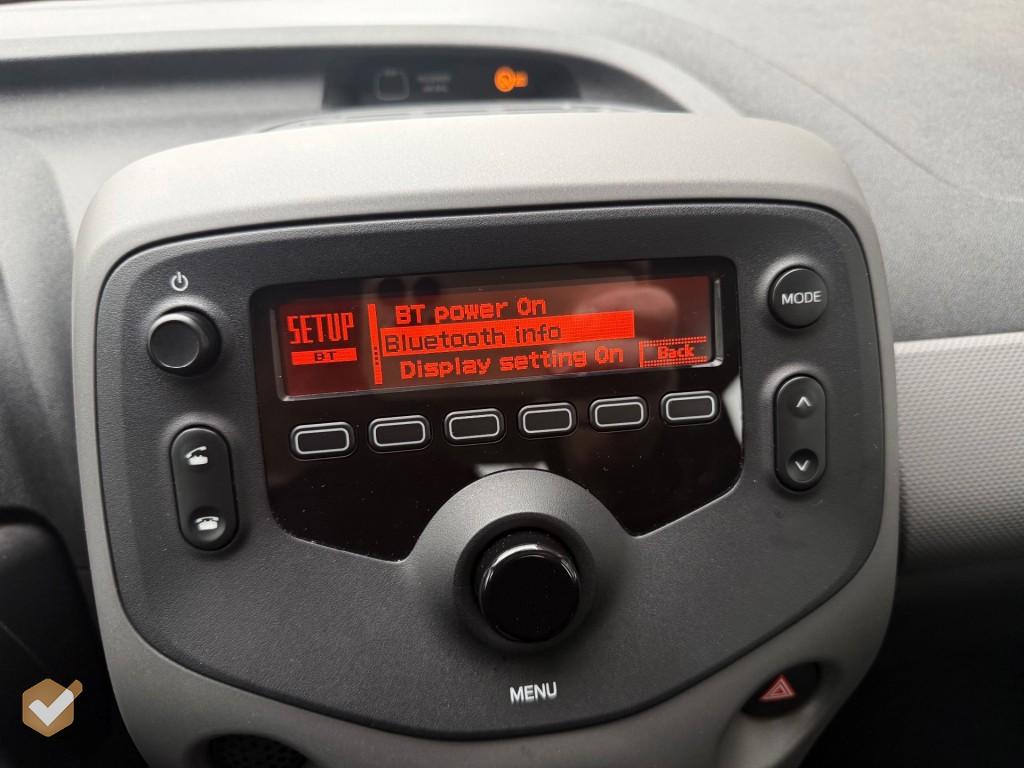 MODE
SETUP
BT
BT power On
Bluetooth info
Display setting On
Back
MENU